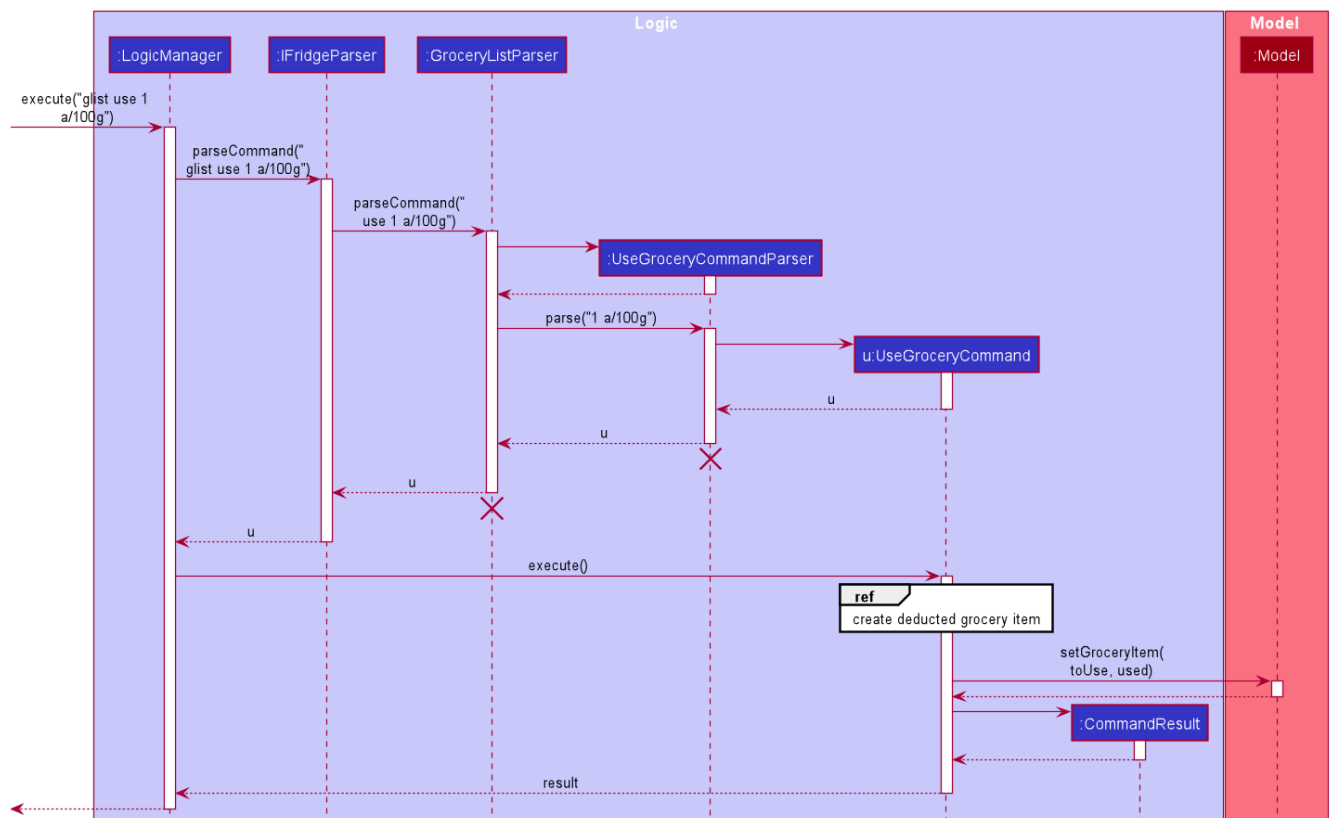 Logic
Model
:LogicManager
:IFridgeParser
:GroceryListParser
:Model
execute("glist use 1
a/100g")
parseCommand("
glist use 1 a/100g")
parseCommand("
use 1 a/100g")
:UseGroceryCommandParser
parse("1 a/100g")
u:UseGroceryCommand
u
u
u
u
execute()
ref
create deducted grocery item
setGroceryItem(
toUse, used)
:CommandResult
result